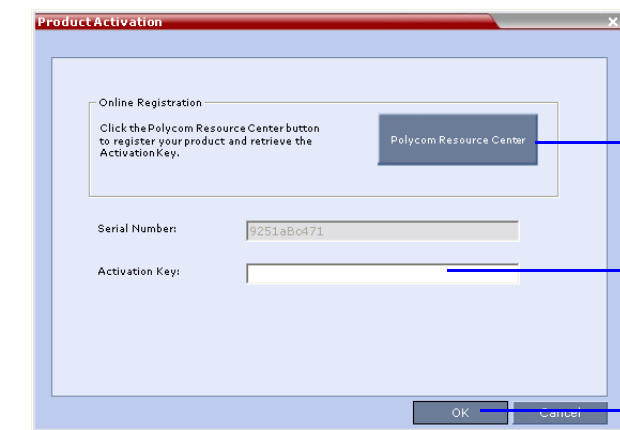 Product Activation
Online Registration
Click the Polycom Resource Center button
to register your product and retrieve the
Activation Key.
Polycom Resource Center
Serial Number:
9251aBc471
Activation Key:
OK
Cancel